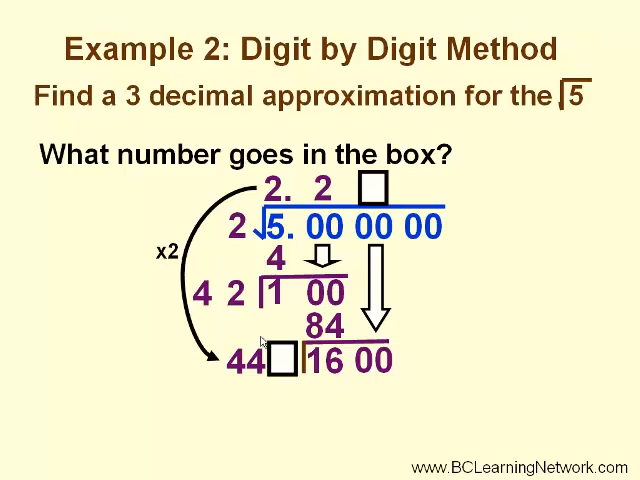 Example 2: Digit by Digit Method
Find a 3 decimal approximation for the √5
What number goes in the box?
2. 2
2 √5. 00 00 00
x2
4
4 2 1 00
84
44 16 00
www.BCLearningNetwork.com